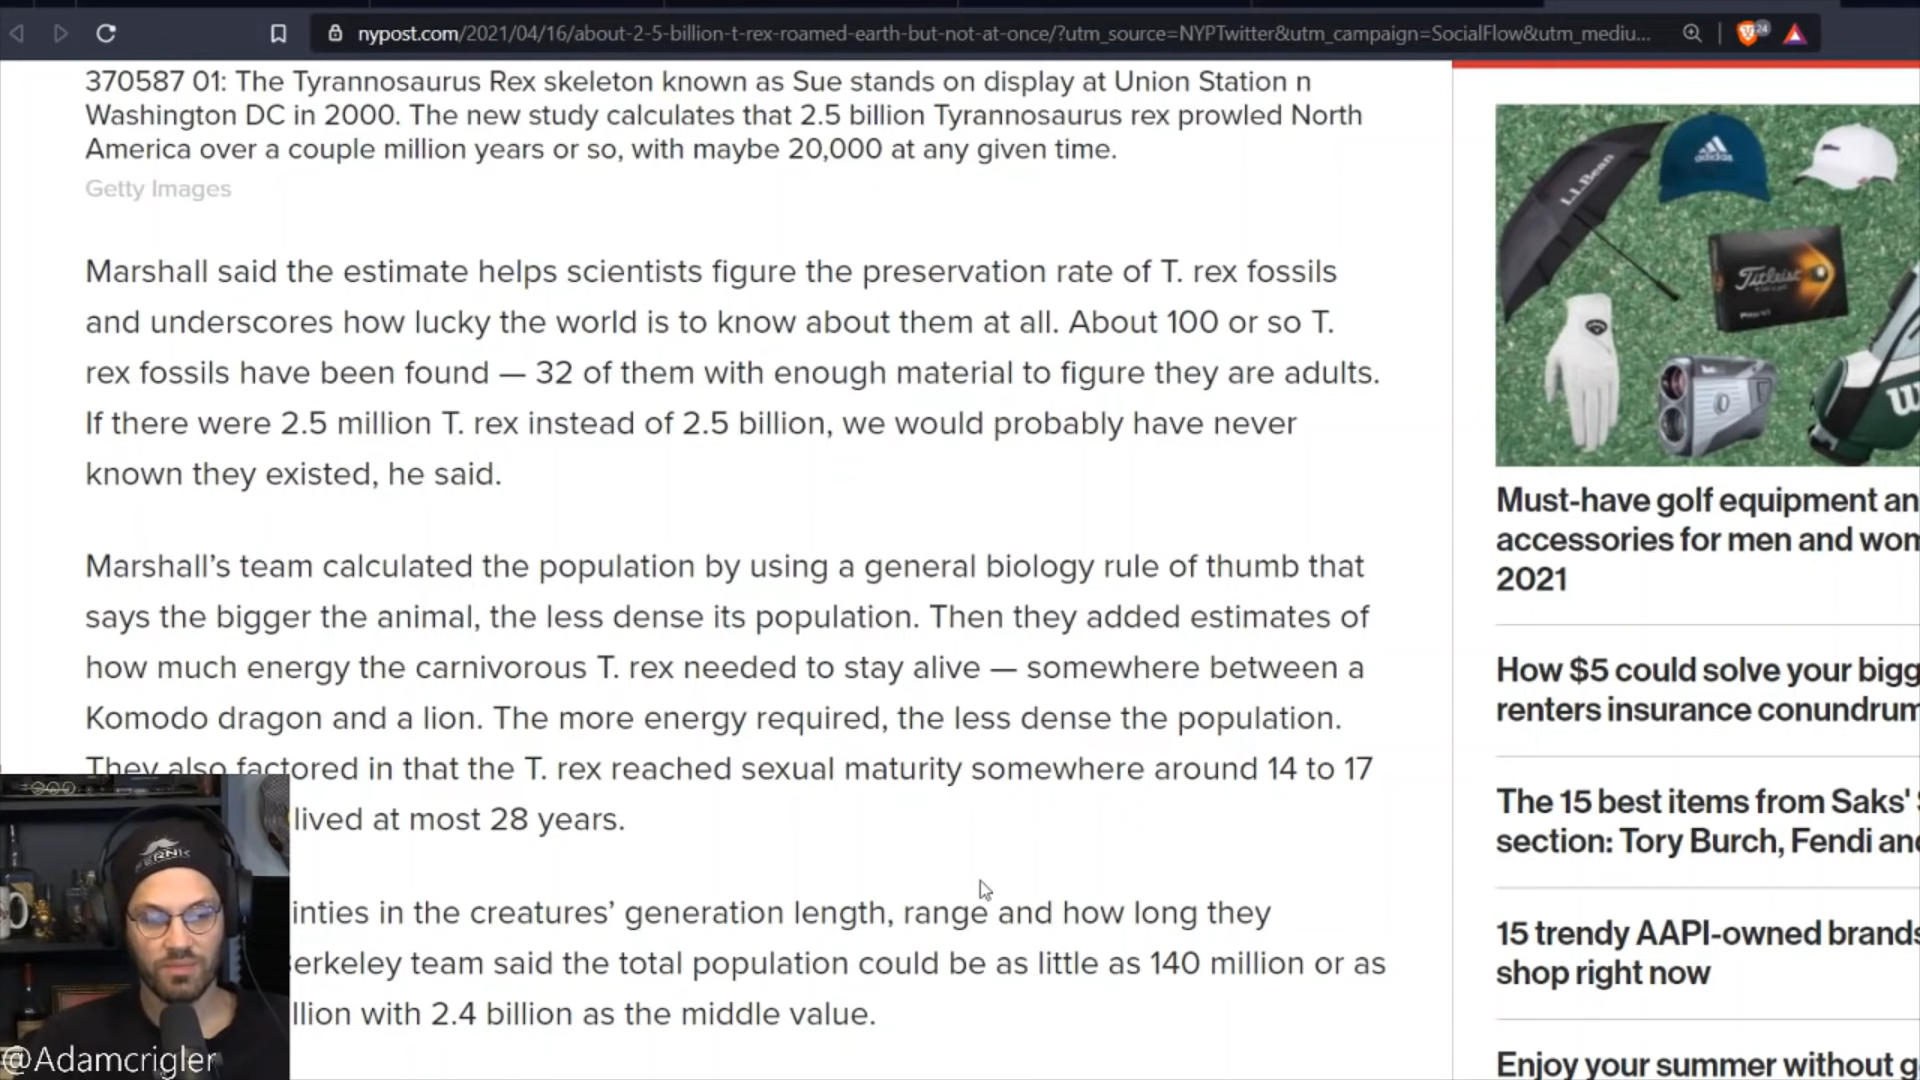 nypost.com/2021/04/16/about-2-5-billion-t-rex-roamed-earth-but-not-at-once/?utm_source=NYPTwitter&utm_campaign=SocialFlow&utm_mediu...
24
370587 01: The Tyrannosaurus Rex skeleton known as Sue stands on display at Union Station n
Washington DC in 2000. The new study calculates that 2.5 billion Tyrannosaurus rex prowled North
America over a couple million years or so, with maybe 20,000 at any given time.
Getty Images
Marshall said the estimate helps scientists figure the preservation rate of T. rex fossils
and underscores how lucky the world is to know about them at all. About 100 or so T.
rex fossils have been found — 32 of them with enough material to figure they are adults.
If there were 2.5 million T. rex instead of 2.5 billion, we would probably have never
known they existed, he said.
Marshall’s team calculated the population by using a general biology rule of thumb that
says the bigger the animal, the less dense its population. Then they added estimates of
how much energy the carnivorous T. rex needed to stay alive — somewhere between a
Komodo dragon and a lion. The more energy required, the less dense the population.
They also factored in that the T. rex reached sexual maturity somewhere around 14 to 17
lived at most 28 years.
inties in the creatures’ generation length, range and how long they
erkeley team said the total population could be as little as 140 million or as
llion with 2.4 billion as the middle value.
@Adamcrigler
L.L.Bean
adidas
Titleist
W
Must-have golf equipment an
accessories for men and wom
2021
How $5 could solve your bigg
renters insurance conundrum
The 15 best items from Saks' S
section: Tory Burch, Fendi and
15 trendy AAPI-owned brands
shop right now
Enjoy your summer without g